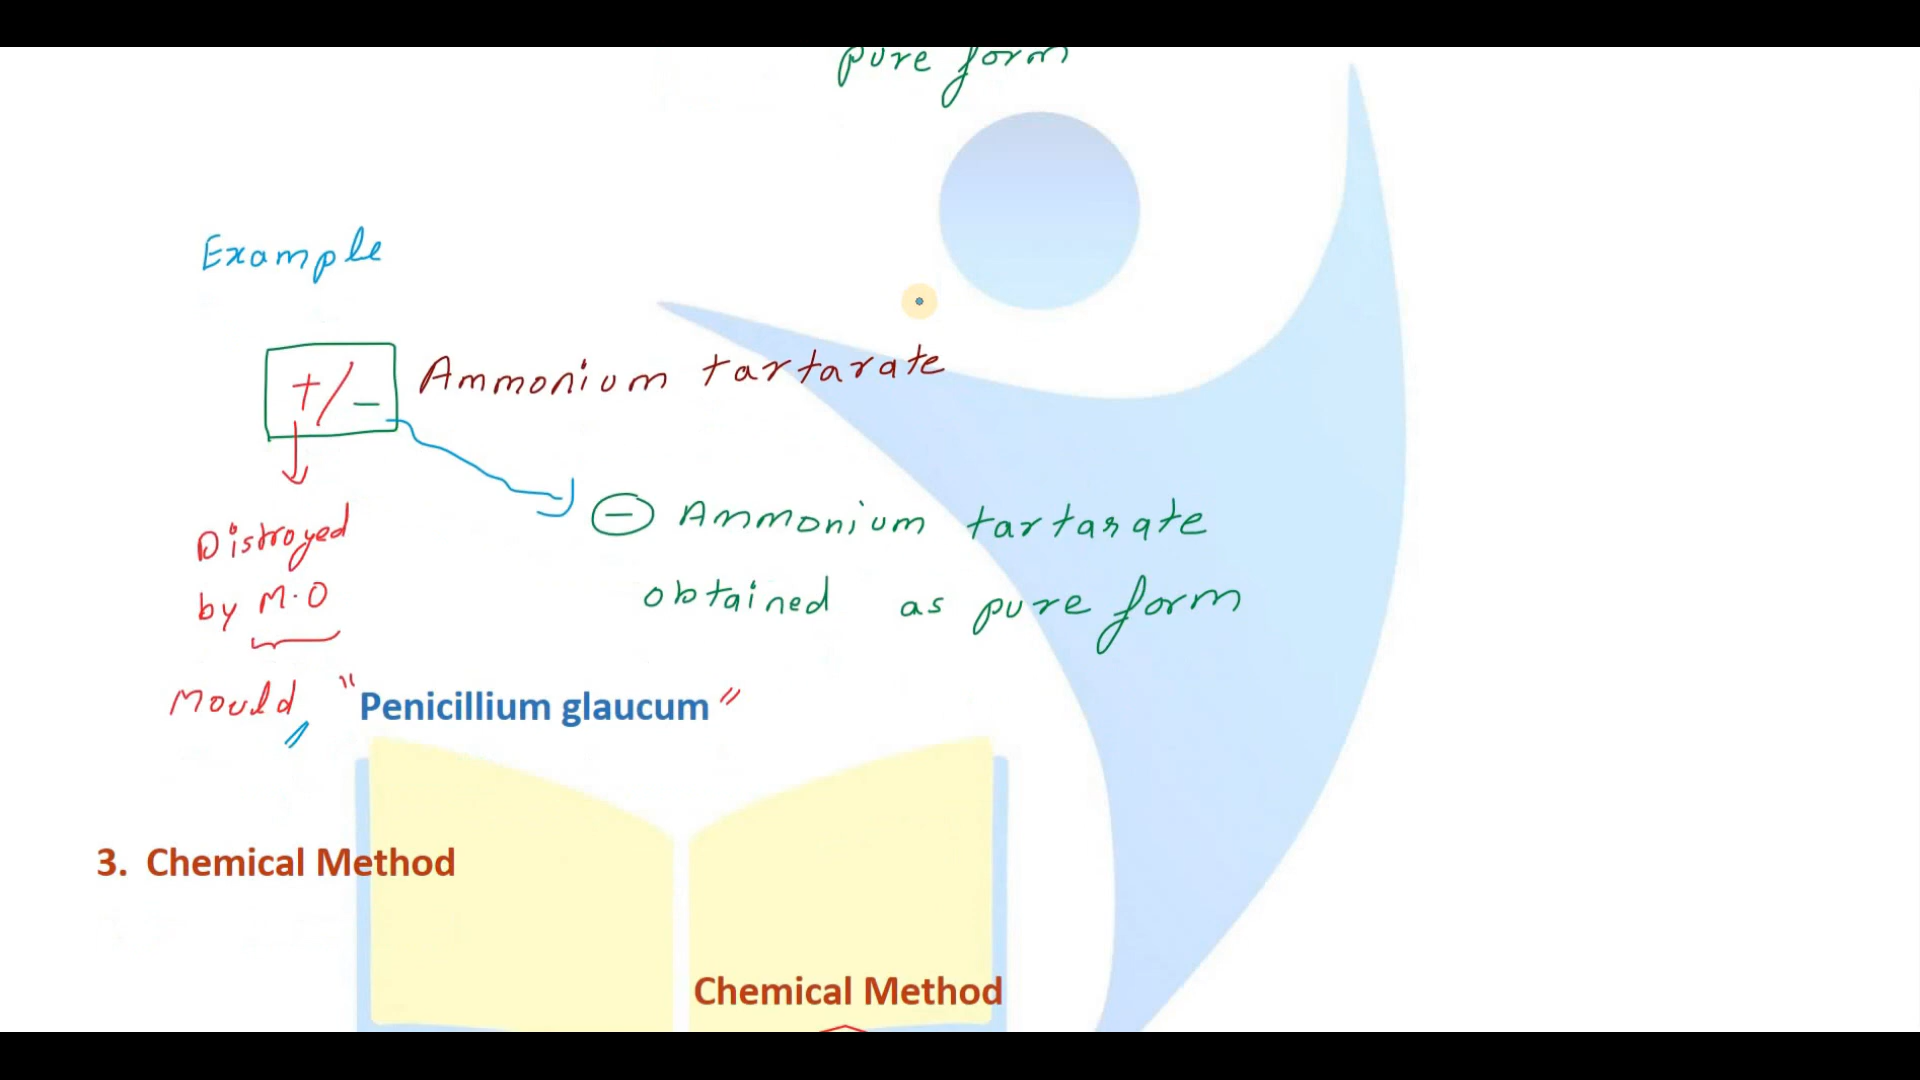 pure form
Example
+/- Ammonium tartarate
Distroyed
by M.O
⊖ Ammonium tartarate
obtained as pure form
Mould, "Penicillium glaucum"
3. Chemical Method
Chemical Method